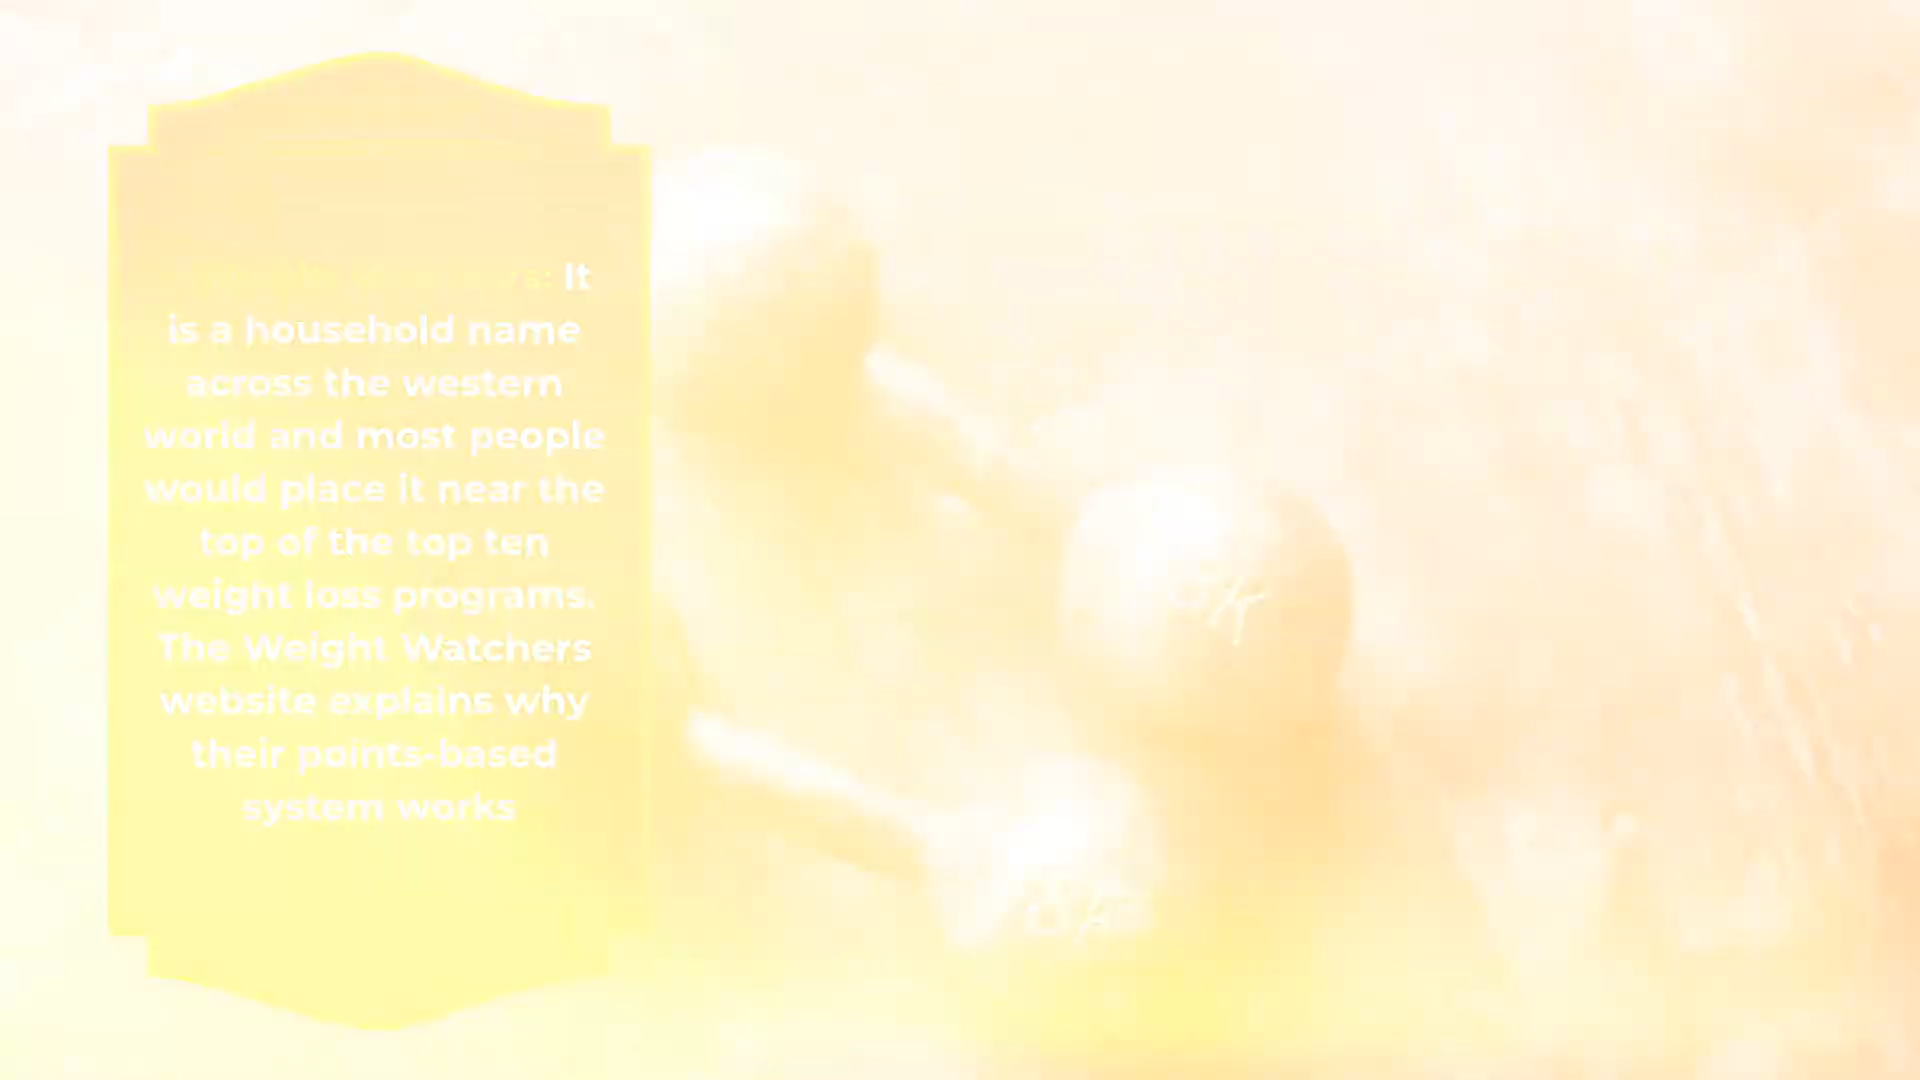 It
is a household name
across the western
world and most people
would place it near the
top of the top ten
weight loss programs.
The Weight Watchers
website explains why
their points-based
system works